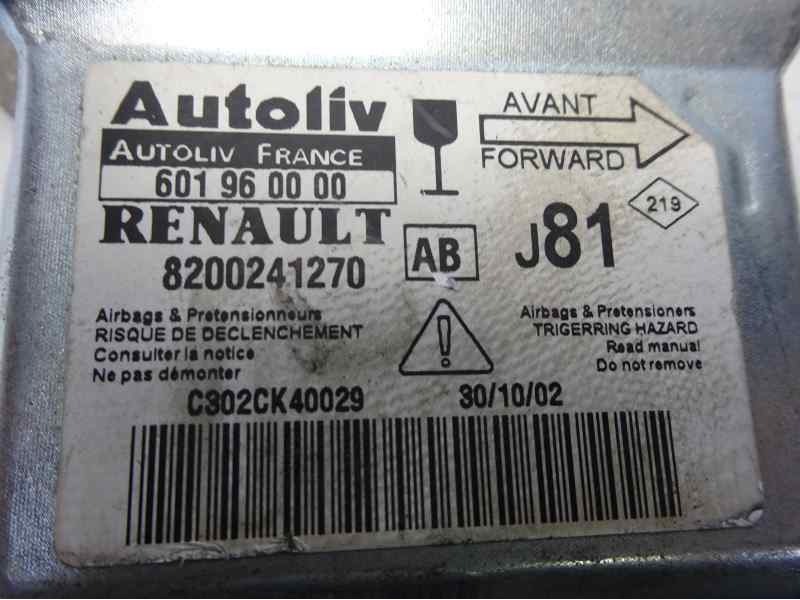 Autoliv
AUTOLIV FRANCE
601 96 00 00
RENAULT
8200241270
AVANT
FORWARD
AB
J81
219
Airbags & Pretensionneurs
RISQUE DE DECLENCHEMENT
Consulter la notice
Ne pas démonter
Airbags & Pretensioners
TRIGERRING HAZARD
Read manual
Do not remove
C302CK40029
30/10/02